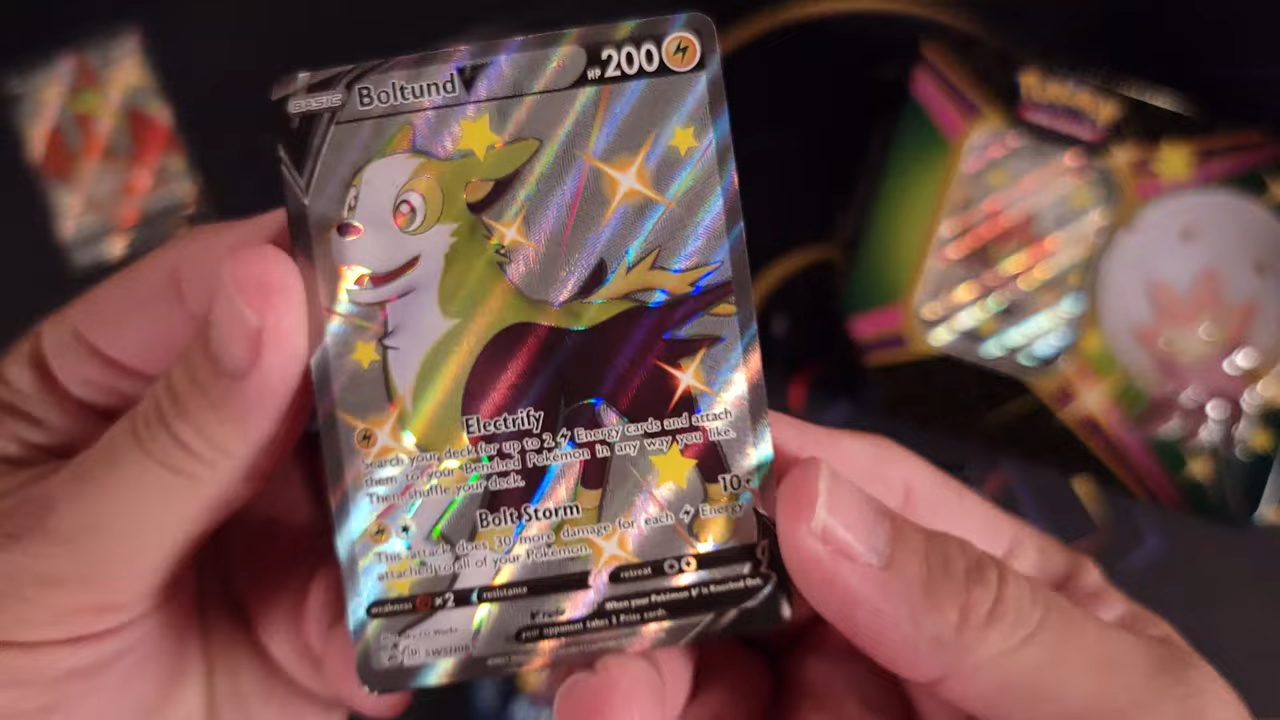 BASIC Boltund V HP 200
Electrify
Search your deck for up to 2 Energy cards and attach
them to your Benched Pokémon in any way you like.
Then, shuffle your deck.
Bolt Storm 10+
This attack does 30 more damage for each Energy
attached to all of your Pokémon.
weakness ×2 resistance retreat
V rule When your Pokémon V is Knocked Out,
your opponent takes 2 Prize cards.
Pokémon